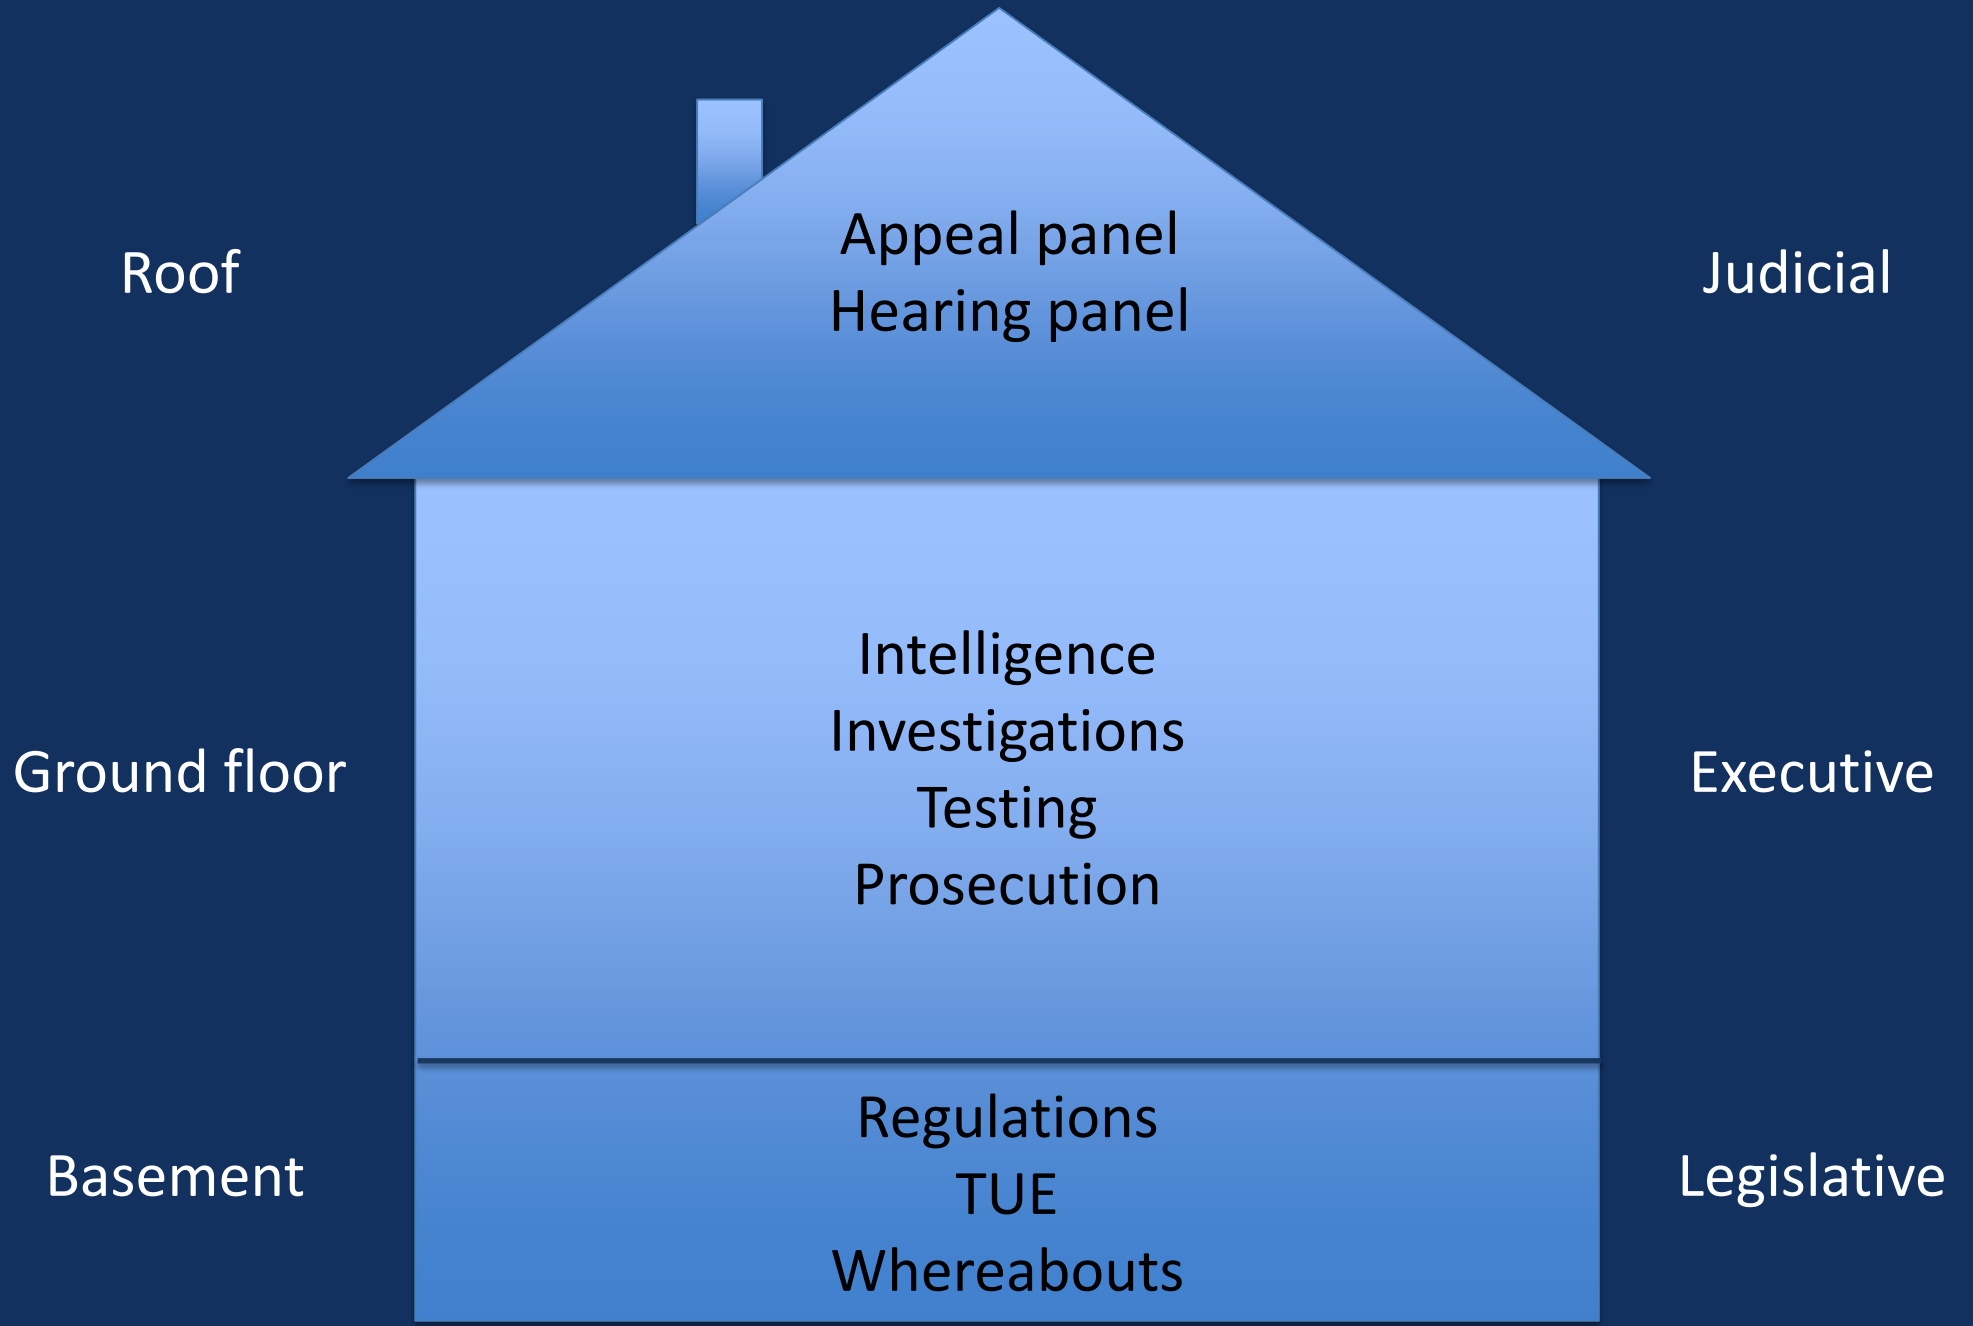 Roof
Appeal panel
Hearing panel
Judicial
Ground floor
Intelligence
Investigations
Testing
Prosecution
Executive
Basement
Regulations
TUE
Whereabouts
Legislative